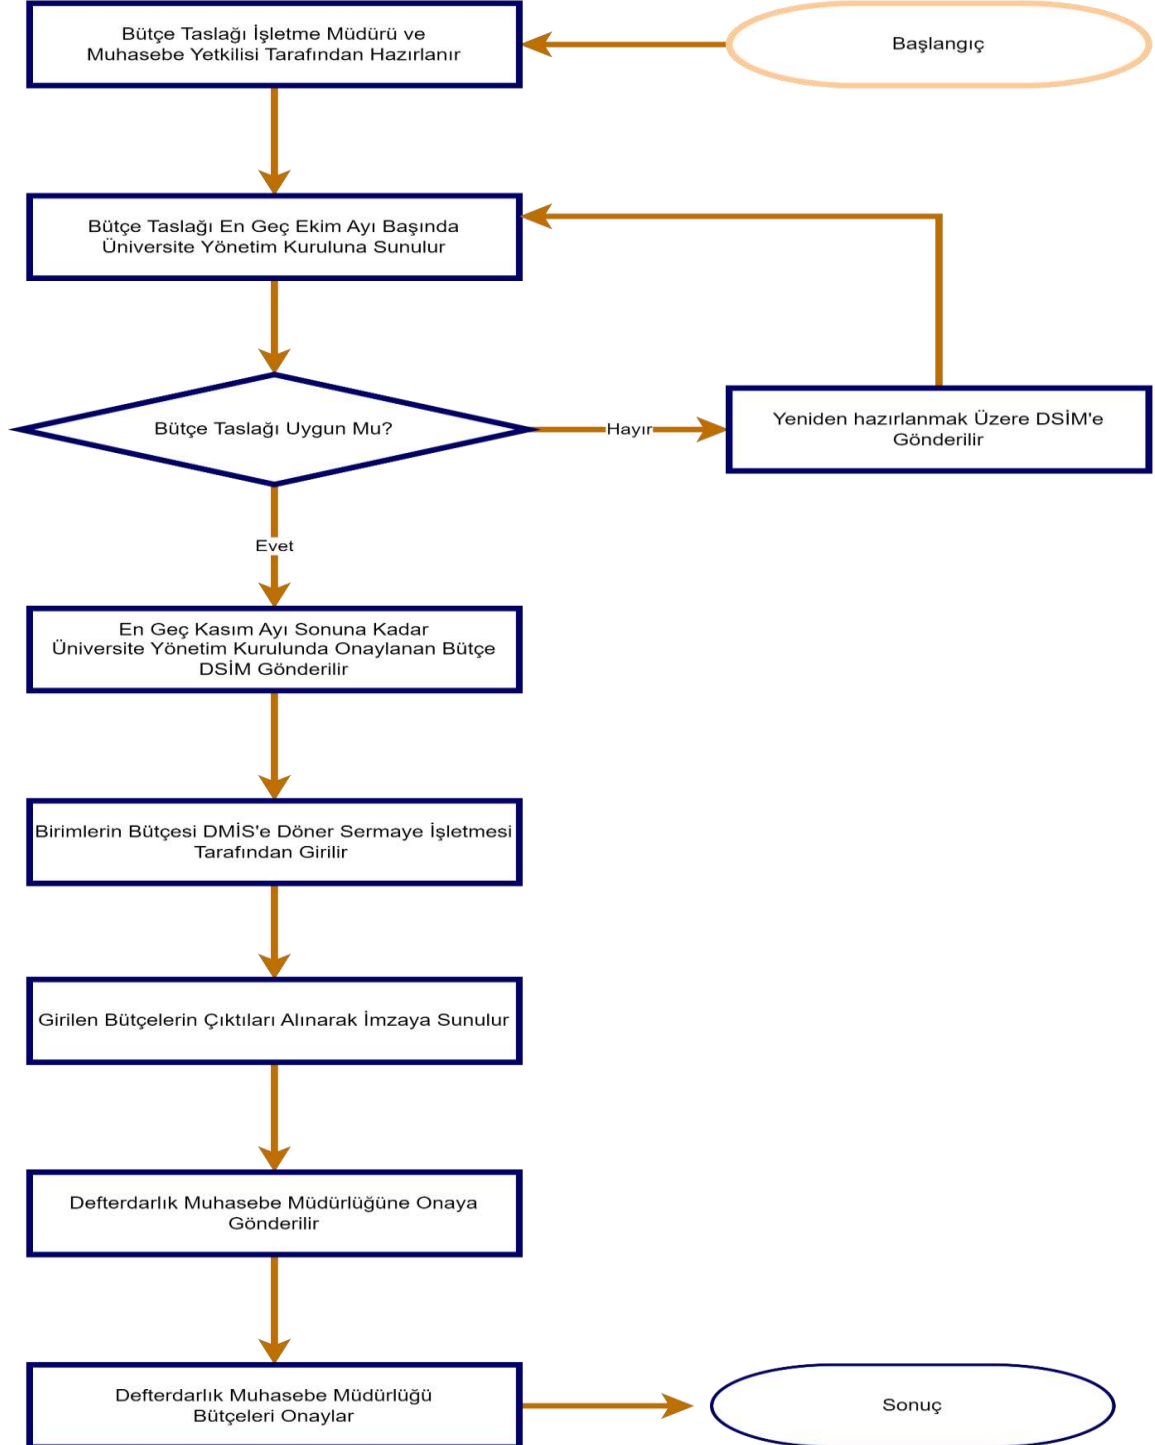 Başlangıç
Bütçe Taslağı İşletme Müdürü ve
Muhasebe Yetkilisi Tarafından Hazırlanır
Bütçe Taslağı En Geç Ekim Ayı Başında
Üniversite Yönetim Kuruluna Sunulur
Bütçe Taslağı Uygun Mu?
Hayır
Yeniden hazırlanmak Üzere DSİM'e
Gönderilir
Evet
En Geç Kasım Ayı Sonuna Kadar
Üniversite Yönetim Kurulunda Onaylanan Bütçe
DSİM Gönderilir
Birimlerin Bütçesi DMİS'e Döner Sermaye İşletmesi
Tarafından Girilir
Girilen Bütçelerin Çıktıları Alınarak İmzaya Sunulur
Defterdarlık Muhasebe Müdürlüğüne Onaya
Gönderilir
Defterdarlık Muhasebe Müdürlüğü
Bütçeleri Onaylar
Sonuç